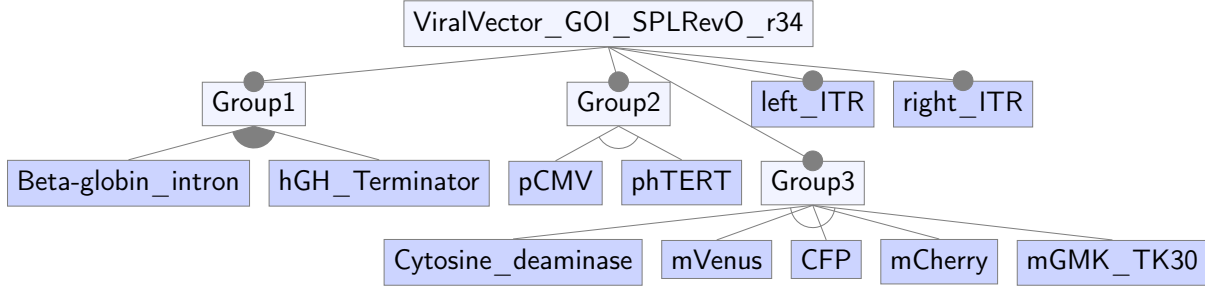 ViralVector_GOI_SPLRevO_r34
Group1
Group2
left_ITR
right_ITR
Beta-globin_intron
hGH_Terminator
pCMV
phTERT
Group3
Cytosine_deaminase
mVenus
CFP
mCherry
mGMK_TK30